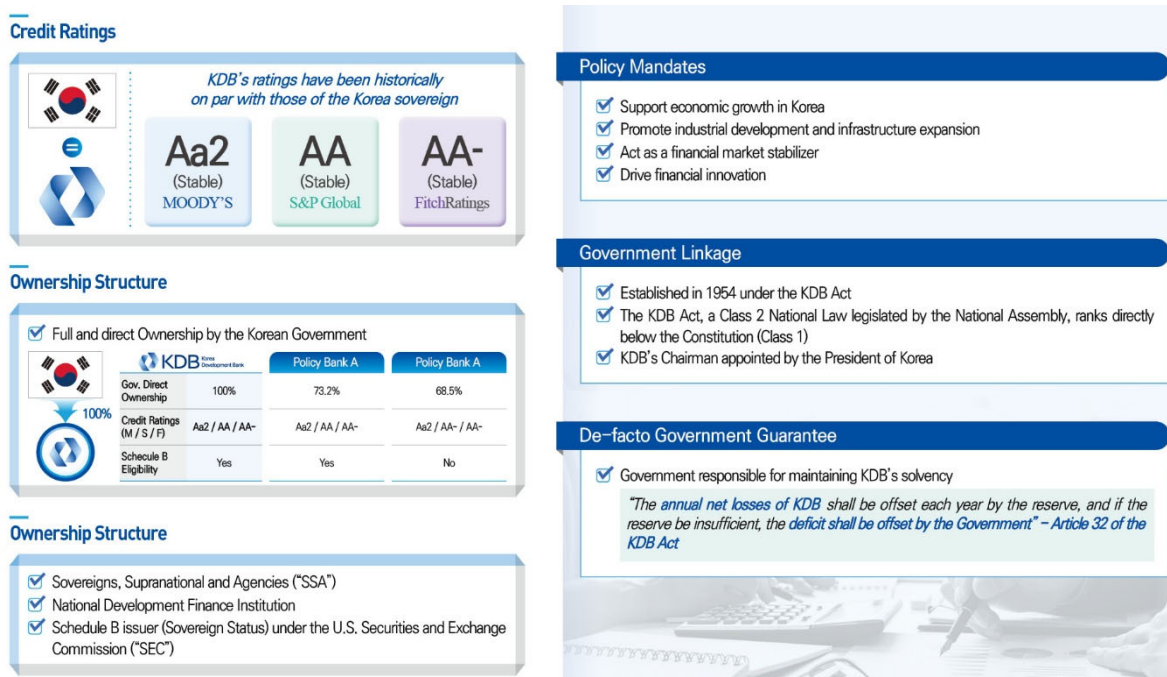 Credit Ratings
KDB's ratings have been historically
on par with those of the Korea sovereign
=
Aa2
(Stable)
MOODY'S
AA
(Stable)
S&P Global
AA-
(Stable)
FitchRatings
Ownership Structure
Full and direct Ownership by the Korean Government
100%
KDB Korea Development Bank Policy Bank A Policy Bank A
Gov. Direct Ownership 100% 73.2% 68.5%
Credit Ratings (M / S / F) Aa2 / AA / AA- Aa2 / AA / AA- Aa2 / AA- / AA-
Schecule B Eligibility Yes Yes No
Ownership Structure
Sovereigns, Supranational and Agencies ("SSA")
National Development Finance Institution
Schedule B issuer (Sovereign Status) under the U.S. Securities and Exchange
Commission ("SEC")
Policy Mandates
Support economic growth in Korea
Promote industrial development and infrastructure expansion
Act as a financial market stabilizer
Drive financial innovation
Government Linkage
Established in 1954 under the KDB Act
The KDB Act, a Class 2 National Law legislated by the National Assembly, ranks directly
below the Constitution (Class 1)
KDB's Chairman appointed by the President of Korea
De-facto Government Guarantee
Government responsible for maintaining KDB's solvency
"The annual net losses of KDB shall be offset each year by the reserve, and if the
reserve be insufficient, the deficit shall be offset by the Government" - Article 32 of the
KDB Act